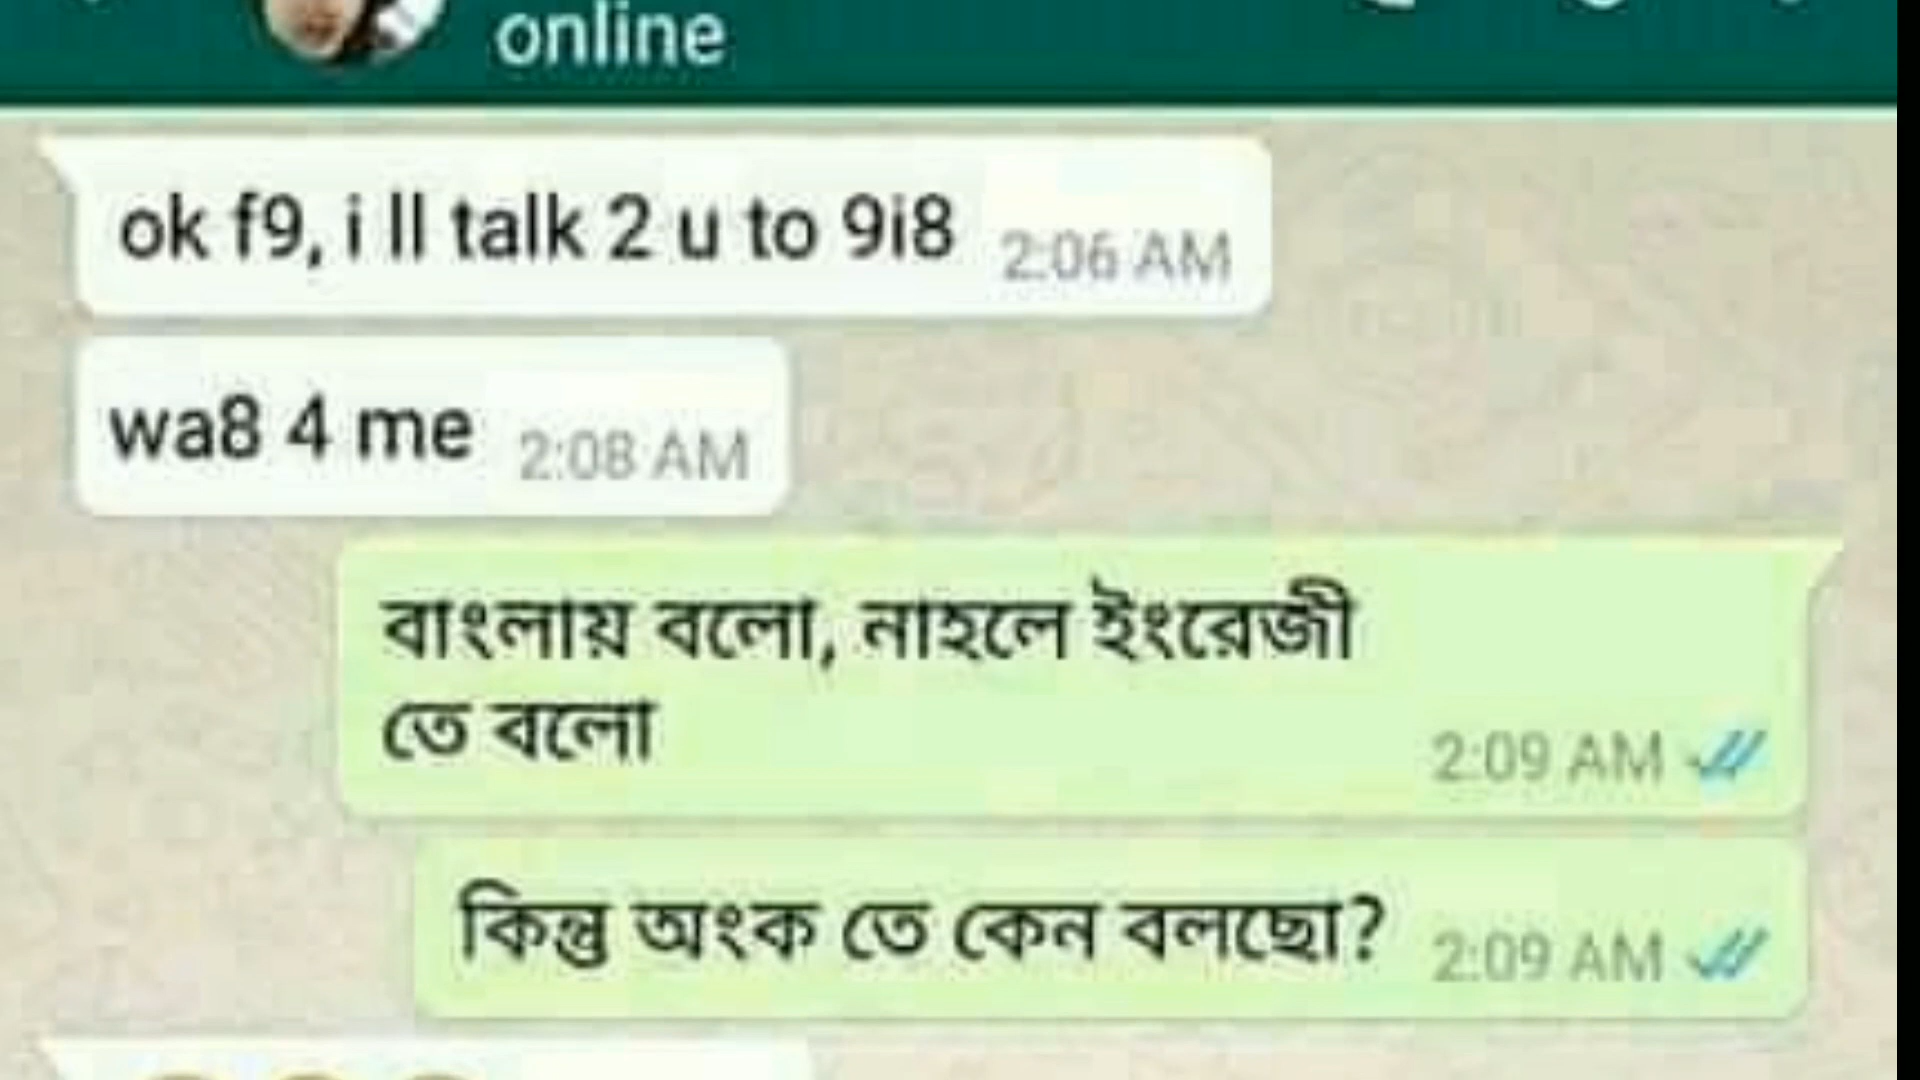 online
ok f9, i ll talk 2 u to 9i8 2:06 AM
wa8 4 me 2:08 AM
বাংলায় বলো, নাহলে ইংরেজী
তে বলো 2:09 AM
কিন্তু অংক তে কেন বলছো? 2:09 AM